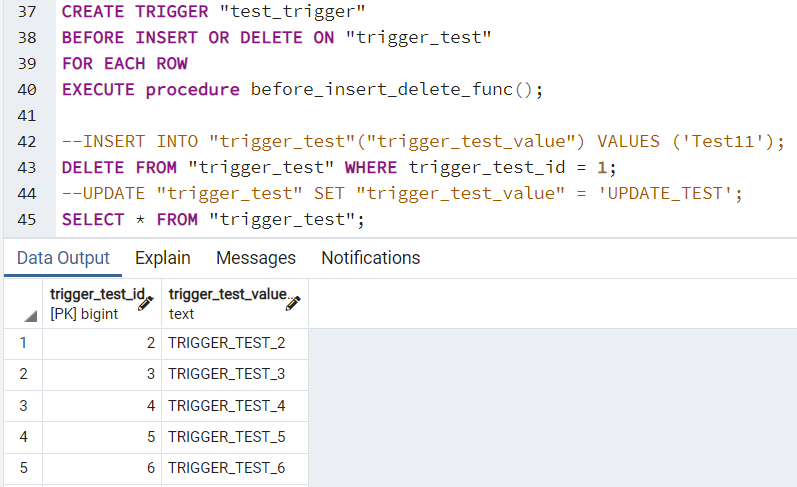 37 CREATE TRIGGER "test_trigger"
38 BEFORE INSERT OR DELETE ON "trigger_test"
39 FOR EACH ROW
40 EXECUTE procedure before_insert_delete_func();
41
42 --INSERT INTO "trigger_test"("trigger_test_value") VALUES ('Test11');
43 DELETE FROM "trigger_test" WHERE trigger_test_id = 1;
44 --UPDATE "trigger_test" SET "trigger_test_value" = 'UPDATE_TEST';
45 SELECT * FROM "trigger_test";
Data Output Explain Messages Notifications
trigger_test_id trigger_test_value...
[PK] bigint text
1 2 TRIGGER_TEST_2
2 3 TRIGGER_TEST_3
3 4 TRIGGER_TEST_4
4 5 TRIGGER_TEST_5
5 6 TRIGGER_TEST_6